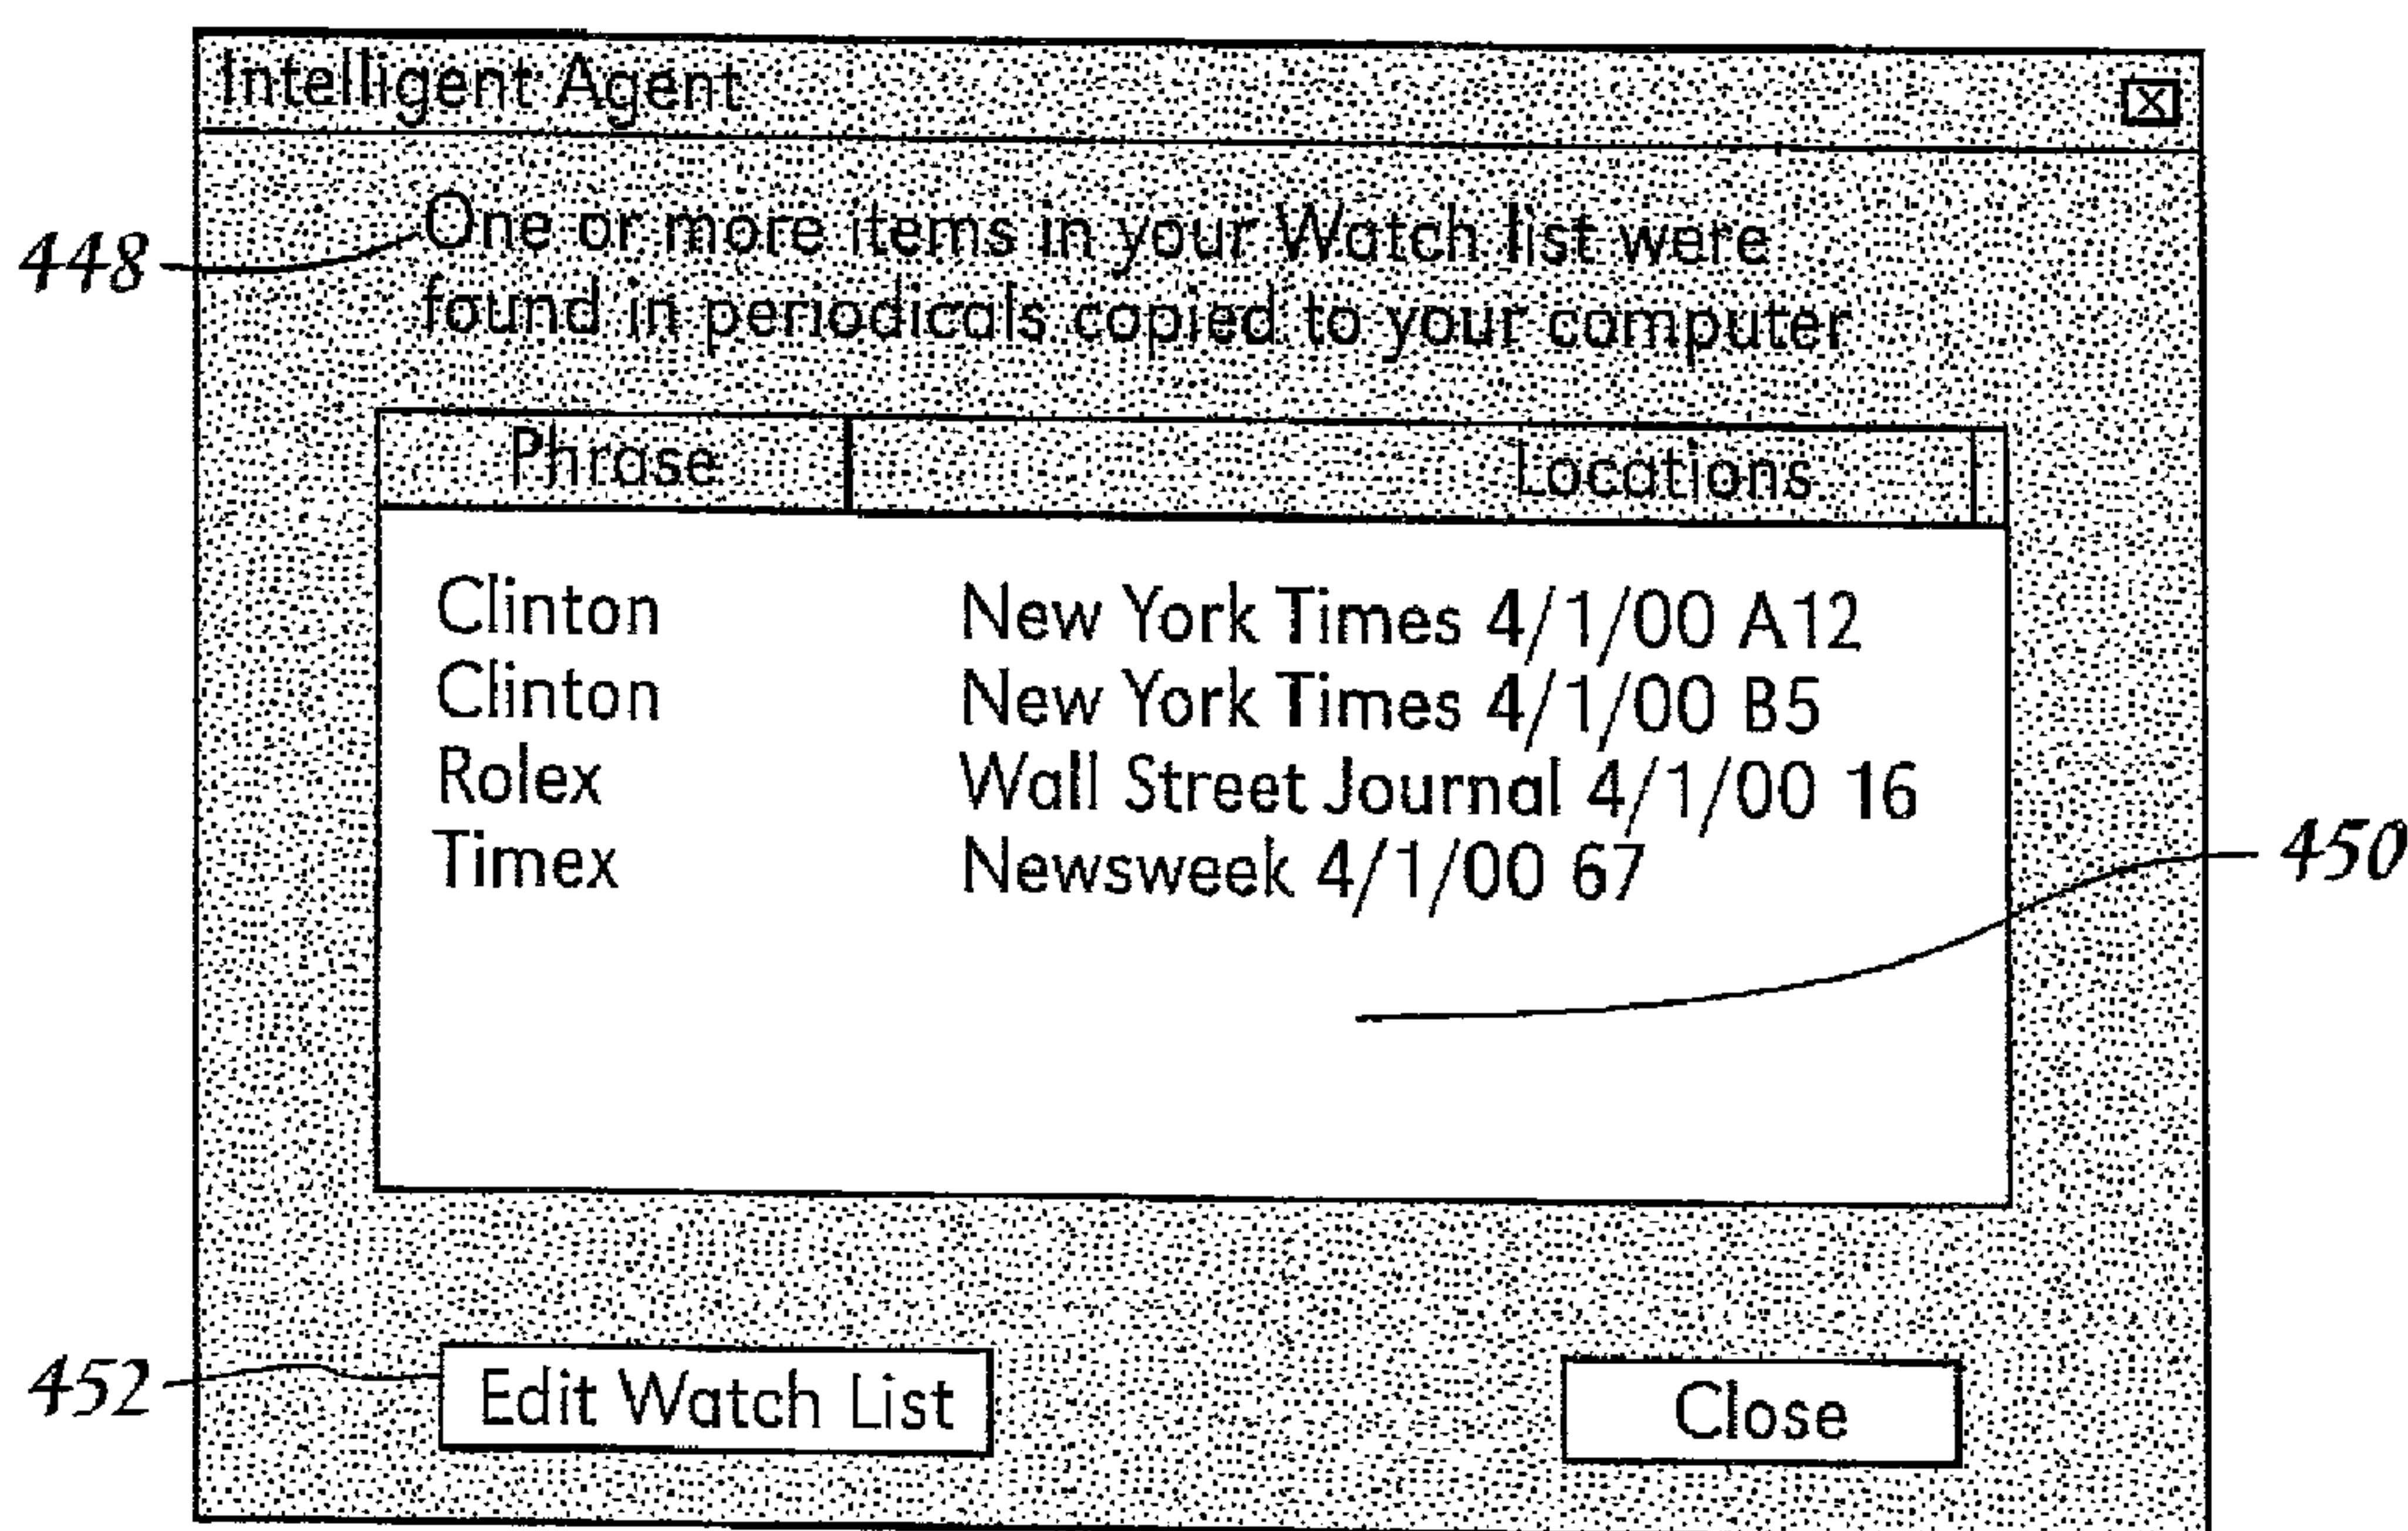 Intelligent Agent
448
One or more items in your Watch list were
found in periodicals copied to your computer
Phrase Locations
Clinton New York Times 4/1/00 A12
Clinton New York Times 4/1/00 B5
Rolex Wall Street Journal 4/1/00 16
Timex Newsweek 4/1/00 67
450
452
Edit Watch List Close